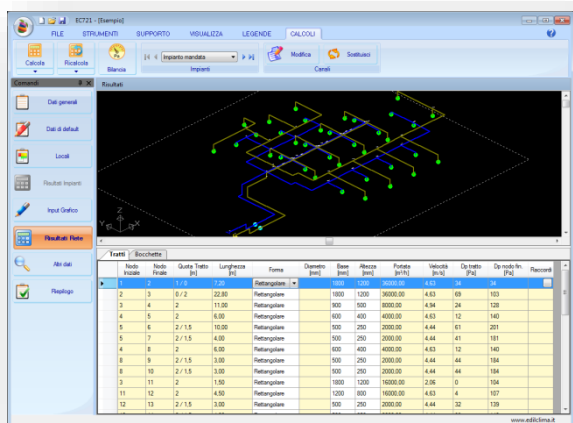 EC721 - [Esempio]
FILE STRUMENTI SUPPORTO VISUALIZZA LEGENDE CALCOLI
Calcola Ricalcola Bilancia Impianto mandata Modifica Sostituisci
Impianti Canali
Comandi Risultati
Dati generali
Dati di default
Locali
Risultati Impianti
Input Grafico
Risultati Rete
Altri dati
Riepilogo
Z
Y X
Tratti Bocchette
Nodo Iniziale Nodo Finale Quota Tratto [m] Lunghezza [m] Forma Diametro [mm] Base [mm] Altezza [mm] Portata [m³/h] Velocità [m/s] Dp tratto [Pa] Dp nodo fin. [Pa] Raccordi
1 2 1 / 0 7,20 Rettangolare 1800 1200 36000,00 4,63 34 34
2 3 0 / 2 22,80 Rettangolare 1800 1200 36000,00 4,63 69 103
3 4 2 11,00 Rettangolare 900 500 8000,00 4,94 24 128
4 5 2 6,00 Rettangolare 600 400 4000,00 4,63 12 140
5 6 2 / 1,5 10,00 Rettangolare 500 250 2000,00 4,44 61 201
5 7 2 / 1,5 4,00 Rettangolare 500 250 2000,00 4,44 41 181
4 8 2 6,00 Rettangolare 600 400 4000,00 4,63 12 140
8 9 2 / 1,5 3,00 Rettangolare 500 250 2000,00 4,44 44 184
8 10 2 / 1,5 3,00 Rettangolare 500 250 2000,00 4,44 44 184
3 11 2 1,50 Rettangolare 1800 1200 16000,00 2,06 0 104
11 12 2 4,50 Rettangolare 1200 800 16000,00 4,63 4 107
12 13 2 / 1,5 3,00 Rettangolare 500 250 2000,00 4,44 32 139
www.edilclima.it